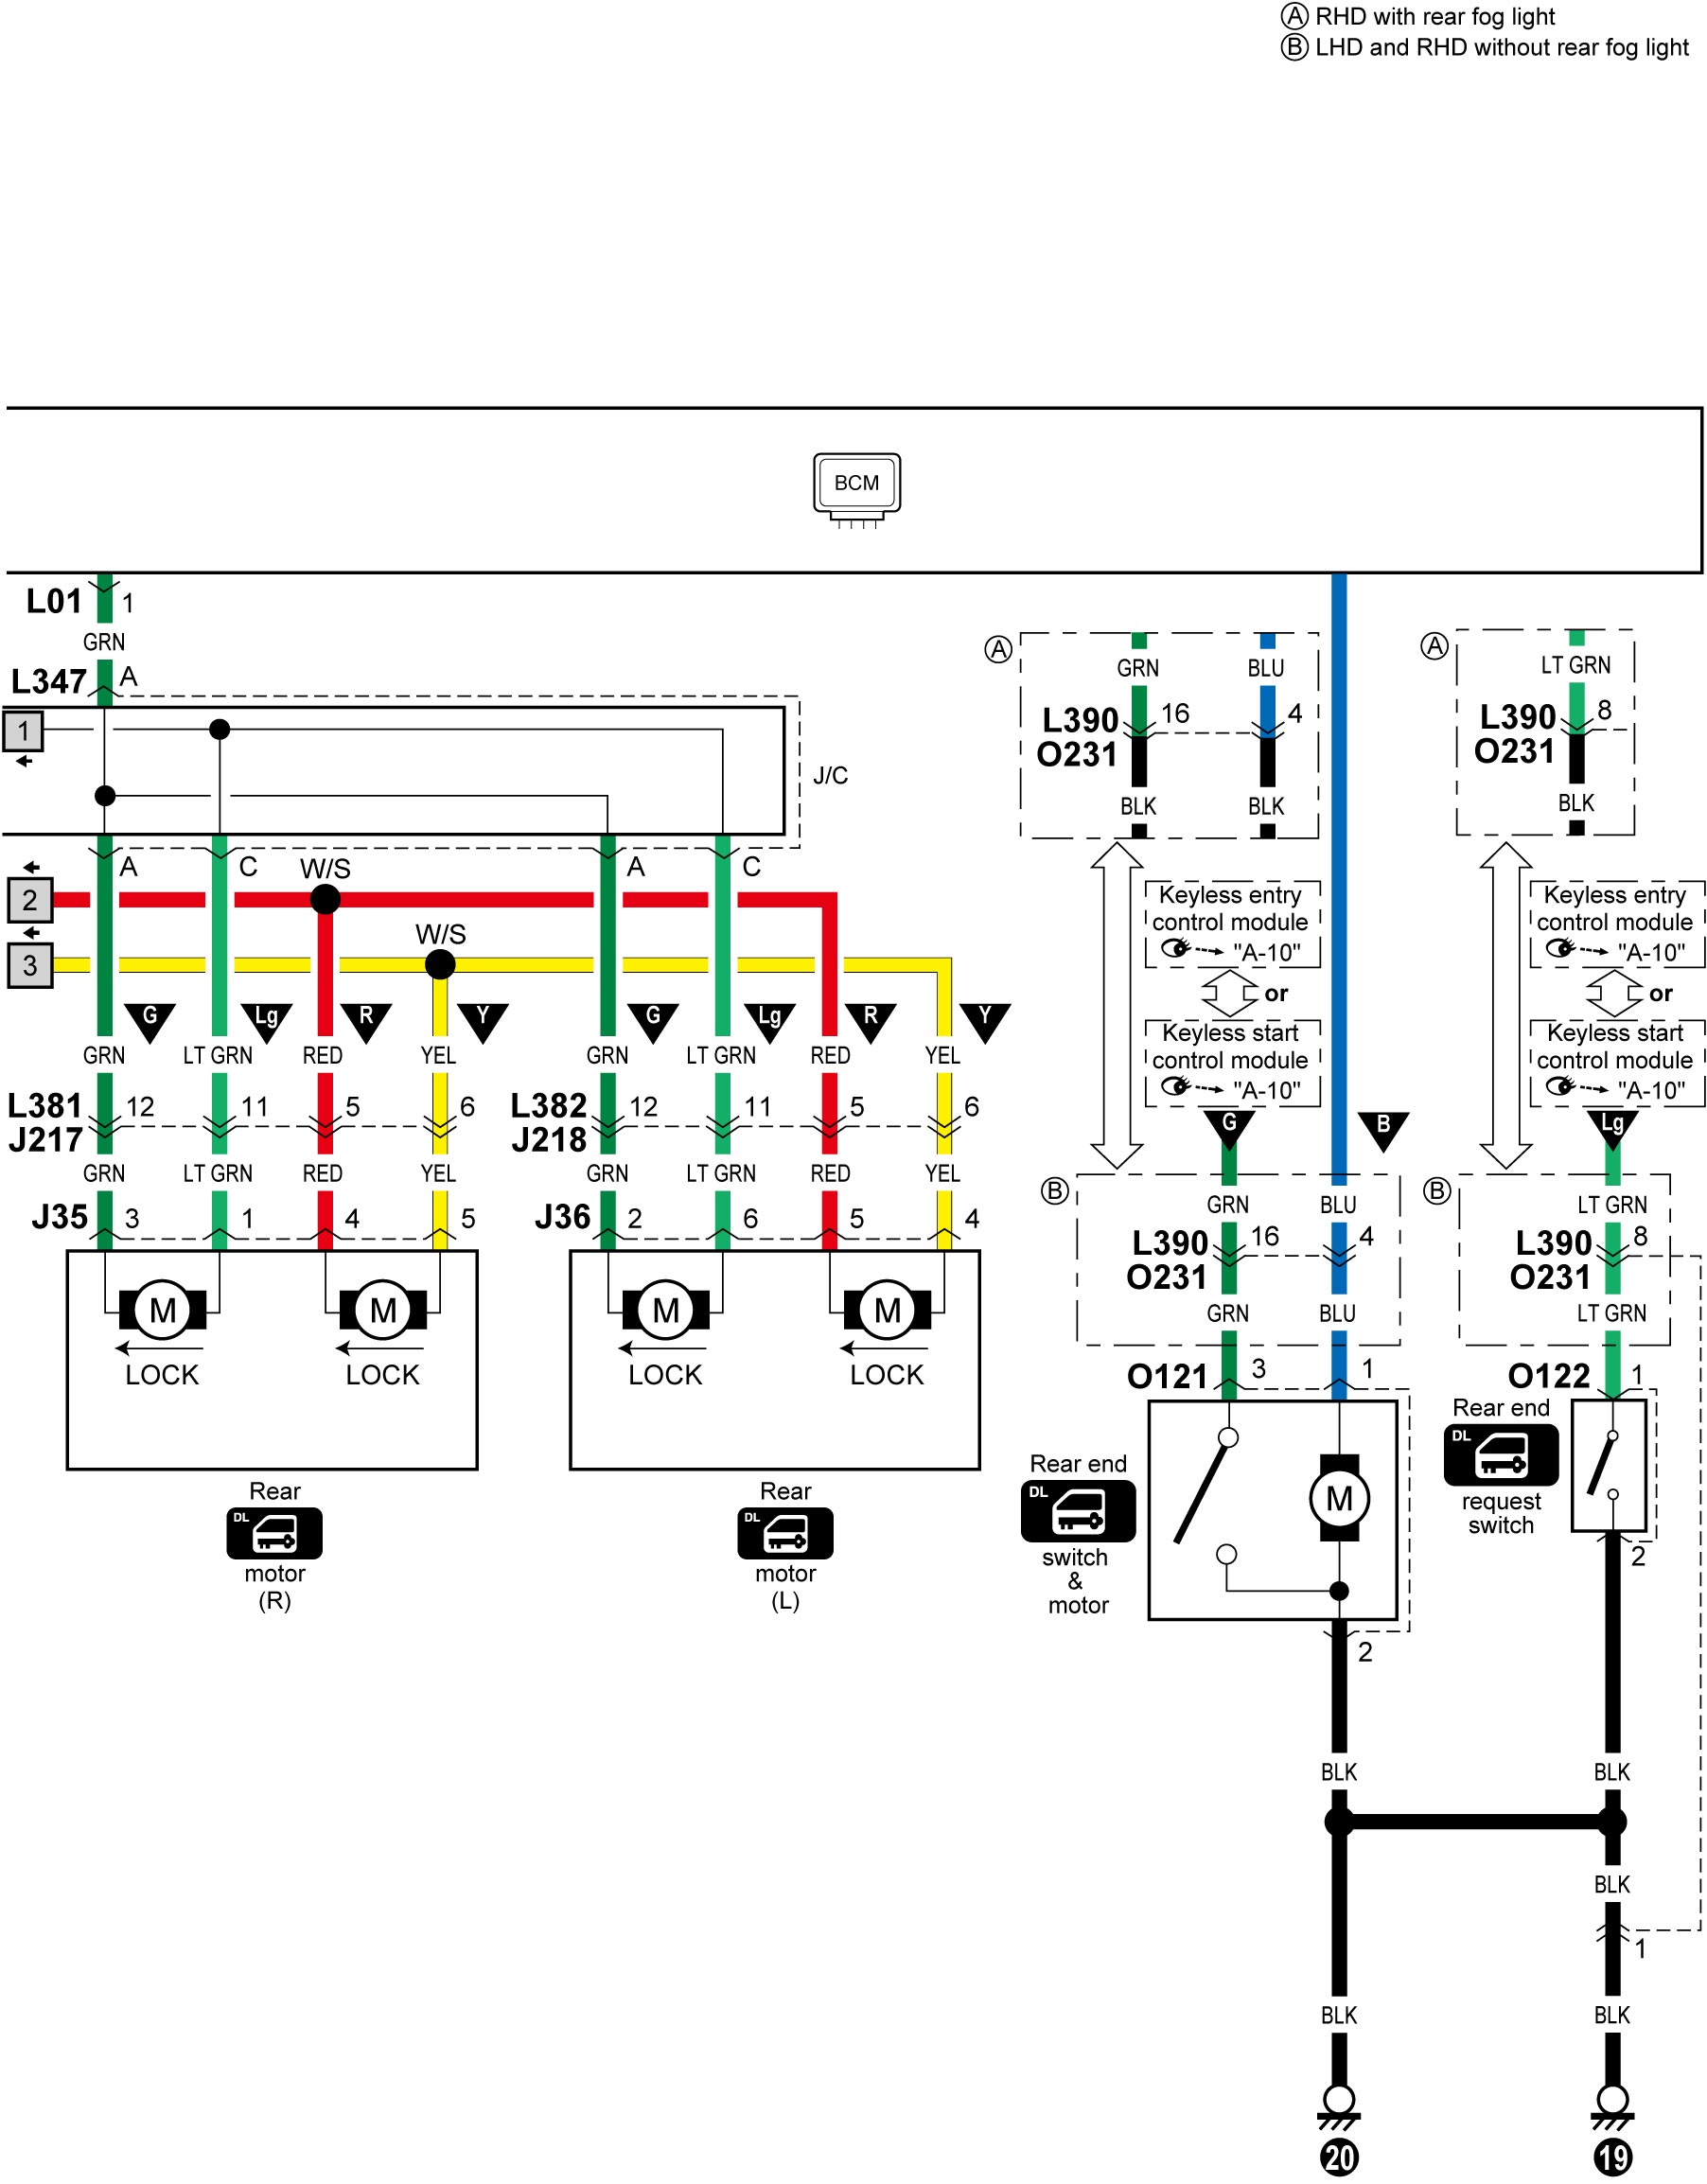 Ⓐ RHD with rear fog light
Ⓑ LHD and RHD without rear fog light
BCM
L01 1
GRN
L347 A
1
J/C
A C A C
W/S
2
W/S
3
G Lg R Y G Lg R Y
GRN LT GRN RED YEL GRN LT GRN RED YEL
L381 12 11 5 6 L382 12 11 5 6
J217 J218
GRN LT GRN RED YEL GRN LT GRN RED YEL
J35 3 1 4 5 J36 2 6 5 4
M M M M
LOCK LOCK LOCK LOCK
Rear
DL
motor
(R)
Rear
DL
motor
(L)
Ⓐ
GRN BLU
L390 16 4
O231
BLK BLK
Ⓐ
LT GRN
L390 8
O231
BLK
Keyless entry
control module
"A-10"
or
Keyless start
control module
"A-10"
Keyless entry
control module
"A-10"
or
Keyless start
control module
"A-10"
G B Lg
Ⓑ
GRN BLU
L390 16 4
O231
GRN BLU
O121 3 1
Ⓑ
LT GRN
L390 8
O231
LT GRN
O122 1
Rear end
DL
switch
&
motor
M
2
Rear end
DL
request
switch
2
BLK BLK
BLK
1
BLK BLK
20 19